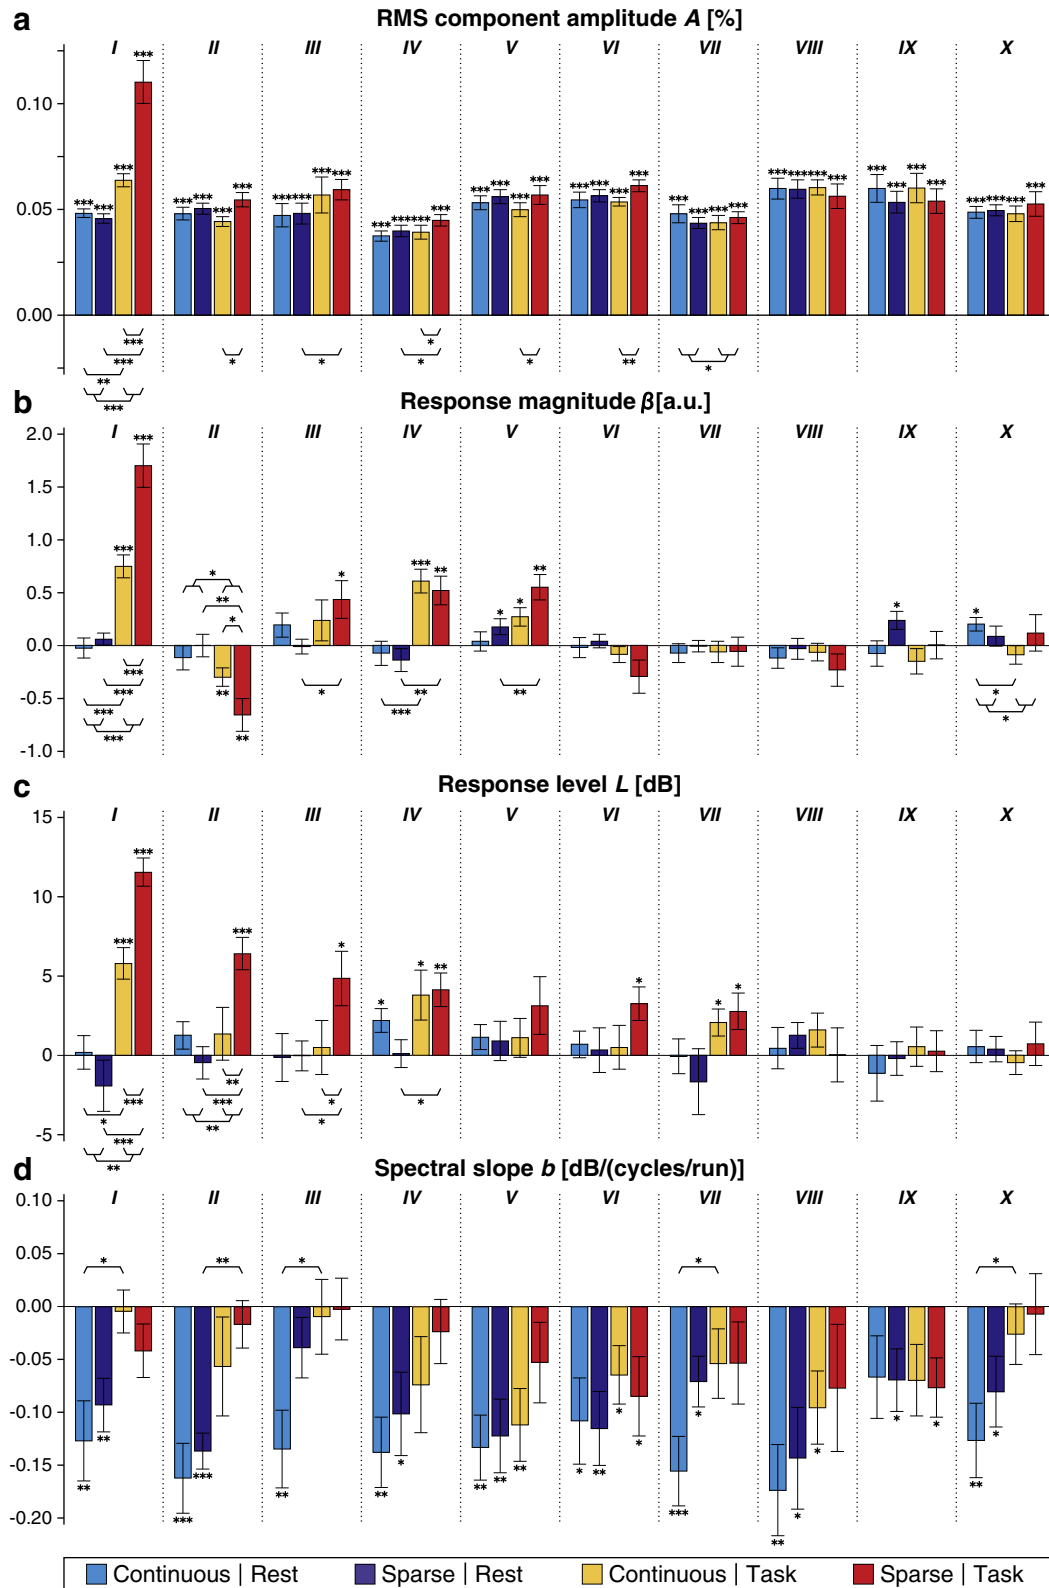 a RMS component amplitude A [%]
I II III IV V VI VII VIII IX X
*** *** *** *** *** *** *** *** *** *** *** *** *** *** *** *** *** *** *** *** *** *** *** *** *** *** *** *** *** *** *** *** *** *** *** *** *** *** *** ***
0.10
0.05
0.00
*** * * * * ** *
*** *
**
***
b Response magnitude β[a.u.]
I II III IV V VI VII VIII IX X
2.0
1.5
1.0
0.5
0.0
-0.5
-1.0
*** *** * ** * ** ** * *** ** * * ** * *
*** *** *** *** * *** ** ** * *
c Response level L [dB]
I II III IV V VI VII VIII IX X
15
10
5
0
-5
*** *** *** * * * ** * * *
*** * *** ** ** *** ** * * *
d Spectral slope b [dB/(cycles/run)]
I II III IV V VI VII VIII IX X
0.10
0.05
0.00
-0.05
-0.10
-0.15
-0.20
* ** * * *
** ** *** *** ** ** * ** ** ** * ** * * *** * ** * * * * ** *
Continuous | Rest Sparse | Rest Continuous | Task Sparse | Task